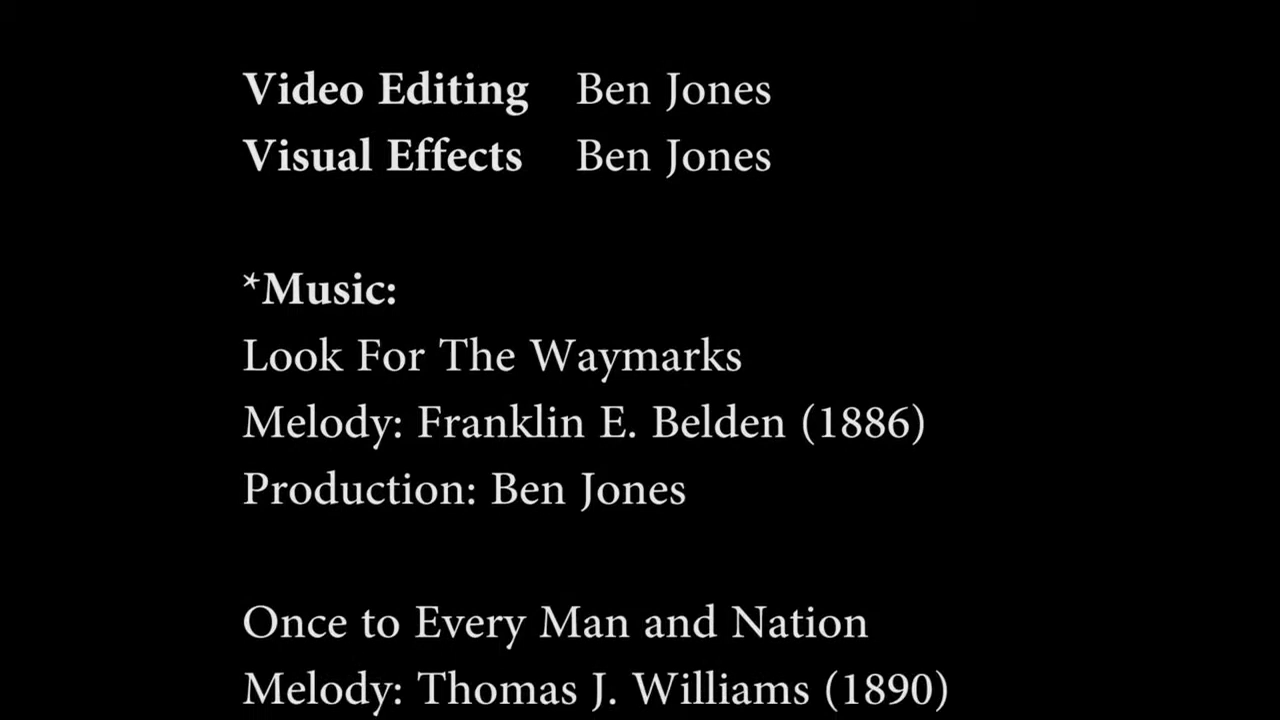 Video Editing Ben Jones
Visual Effects Ben Jones
*Music:
Look For The Waymarks
Melody: Franklin E. Belden (1886)
Production: Ben Jones
Once to Every Man and Nation
Melody: Thomas J. Williams (1890)